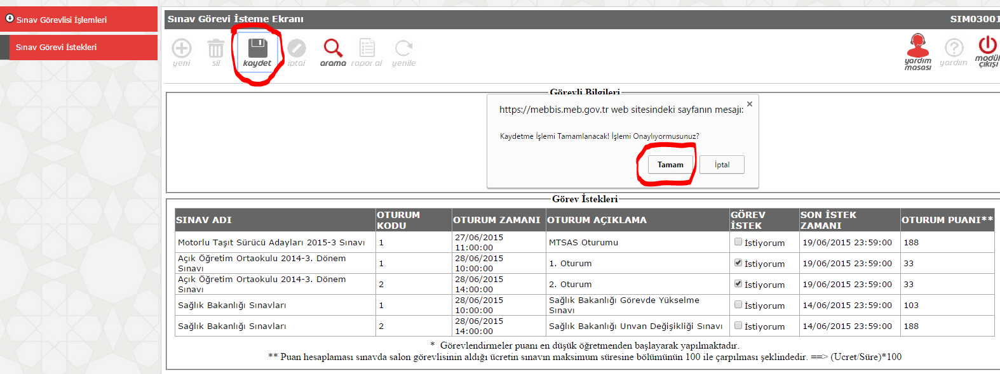 Sınav Görevlisi İşlemleri
Sınav Görevi İstekleri
Sınav Görevi İsteme Ekranı
SIM03001
yeni
sil
kaydet
iptal
arama
rapor al
yenile
yardım
masası
yardım
modül
çıkışı
Görevli Bilgileri
https://mebbis.meb.gov.tr web sitesindeki sayfanın mesajı:
Kaydetme İşlemi Tamamlanacak! İşlemi Onaylıyormusunuz?
Tamam
İptal
Görev İstekleri
SINAV ADI
OTURUM
KODU
OTURUM ZAMANI
OTURUM AÇIKLAMA
GÖREV
İSTEK
SON İSTEK
ZAMANI
OTURUM PUANI**
Motorlu Taşıt Sürücü Adayları 2015-3 Sınavı
1
27/06/2015
11:00:00
MTSAS Oturumu
İstiyorum
19/06/2015 23:59:00
188
Açık Öğretim Ortaokulu 2014-3. Dönem
Sınavı
1
28/06/2015
10:00:00
1. Oturum
İstiyorum
19/06/2015 23:59:00
33
Açık Öğretim Ortaokulu 2014-3. Dönem
Sınavı
2
28/06/2015
14:00:00
2. Oturum
İstiyorum
19/06/2015 23:59:00
33
Sağlık Bakanlığı Sınavları
1
28/06/2015
10:00:00
Sağlık Bakanlığı Görevde Yükselme
Sınavı
İstiyorum
14/06/2015 23:59:00
103
Sağlık Bakanlığı Sınavları
2
28/06/2015
14:00:00
Sağlık Bakanlığı Unvan Değişikliği Sınavı
İstiyorum
14/06/2015 23:59:00
188
* Görevlendirmeler puanı en düşük öğretmenden başlayarak yapılmaktadır.
** Puan hesaplaması sınavda salon görevlisinin aldığı ücretin sınavın maksimum süresine bölümünün 100 ile çarpılması şeklindedir. ==> (Ucret/Süre)*100